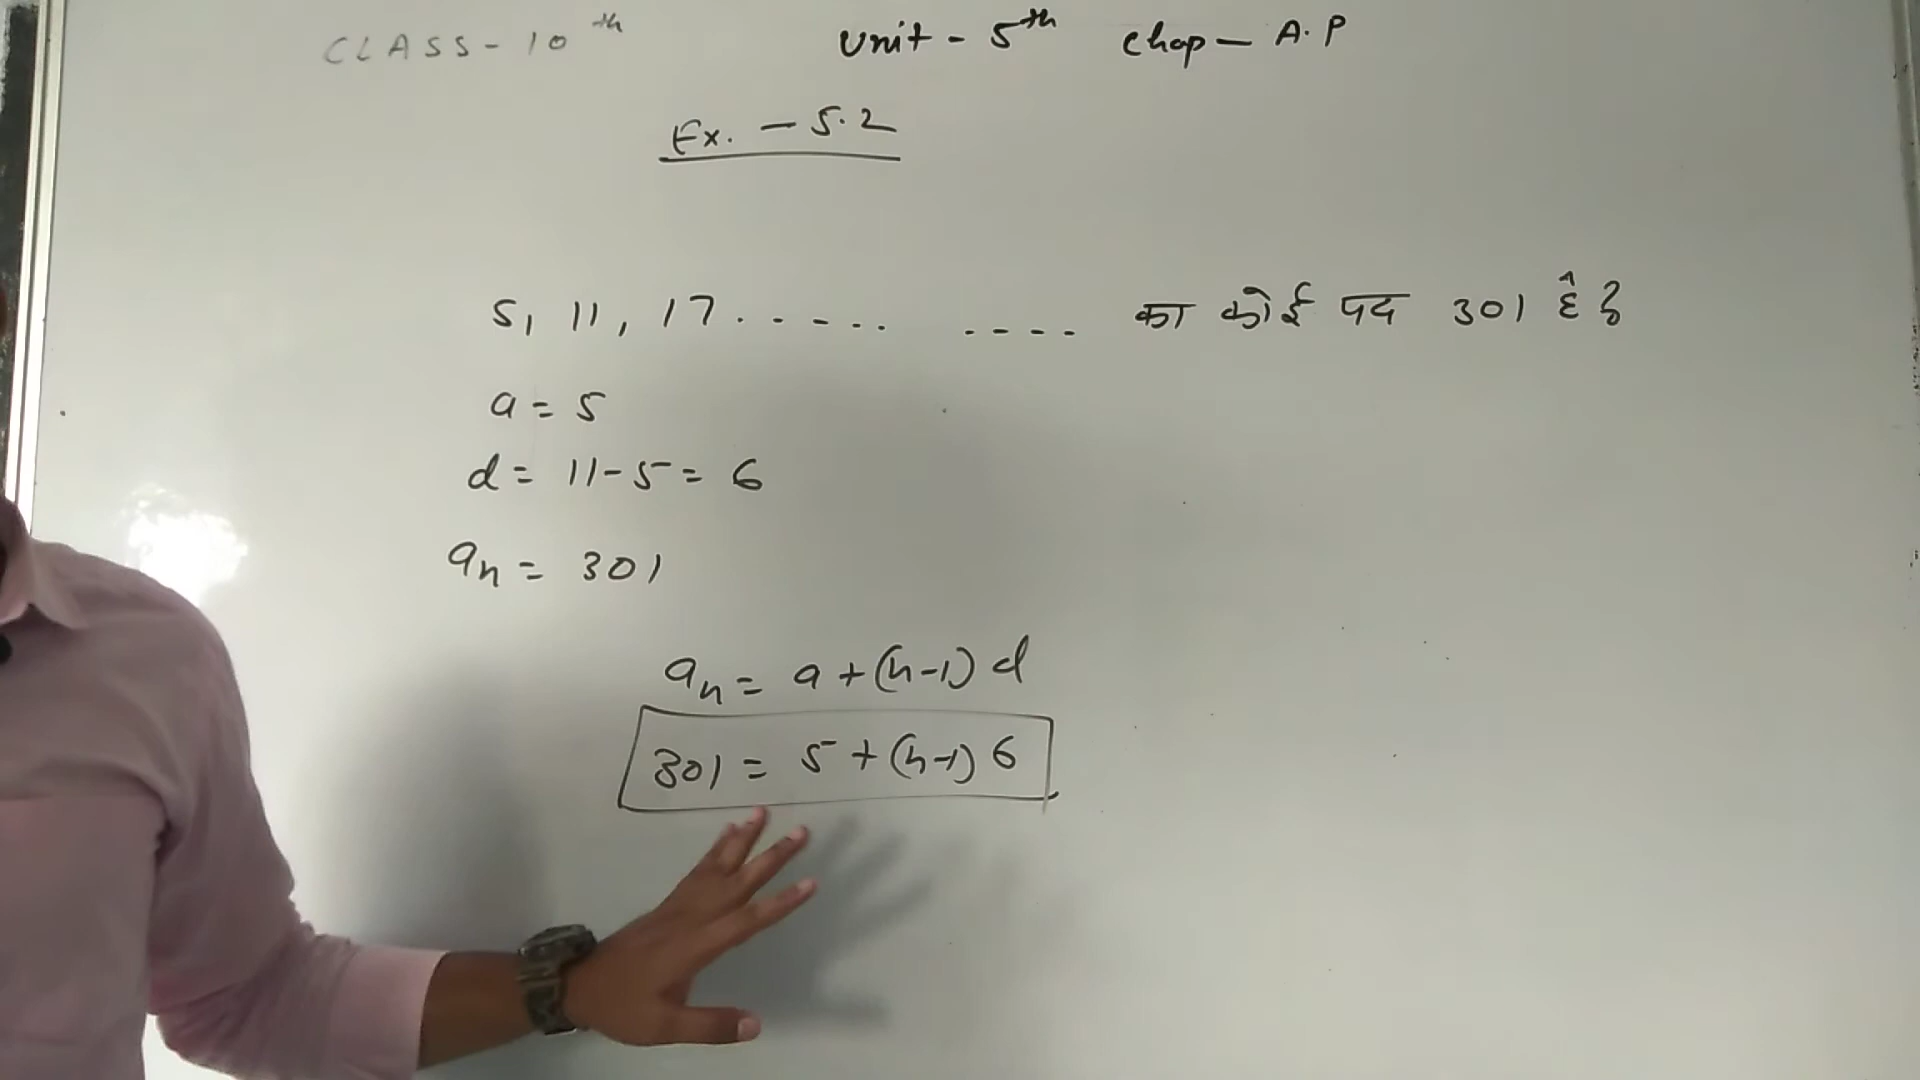 CLASS-10th Unit-5th Chap-A.P
Ex.-5.2
5, 11, 17.......... का कोई पद 301 है?
a = 5
d = 11-5 = 6
an = 301
an = a+(n-1)d
301 = 5+(n-1)6